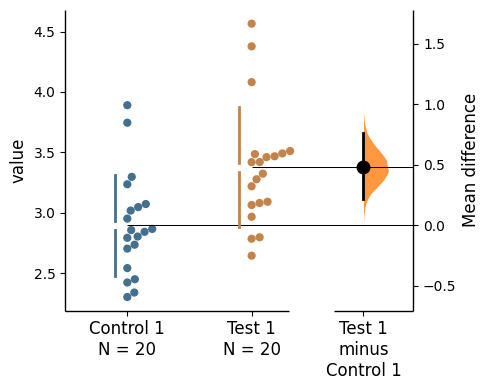 value
4.5
4.0
3.5
3.0
2.5
Control 1
N = 20
Test 1
N = 20
Test 1
minus
Control 1
1.5
1.0
0.5
0.0
−0.5
Mean difference